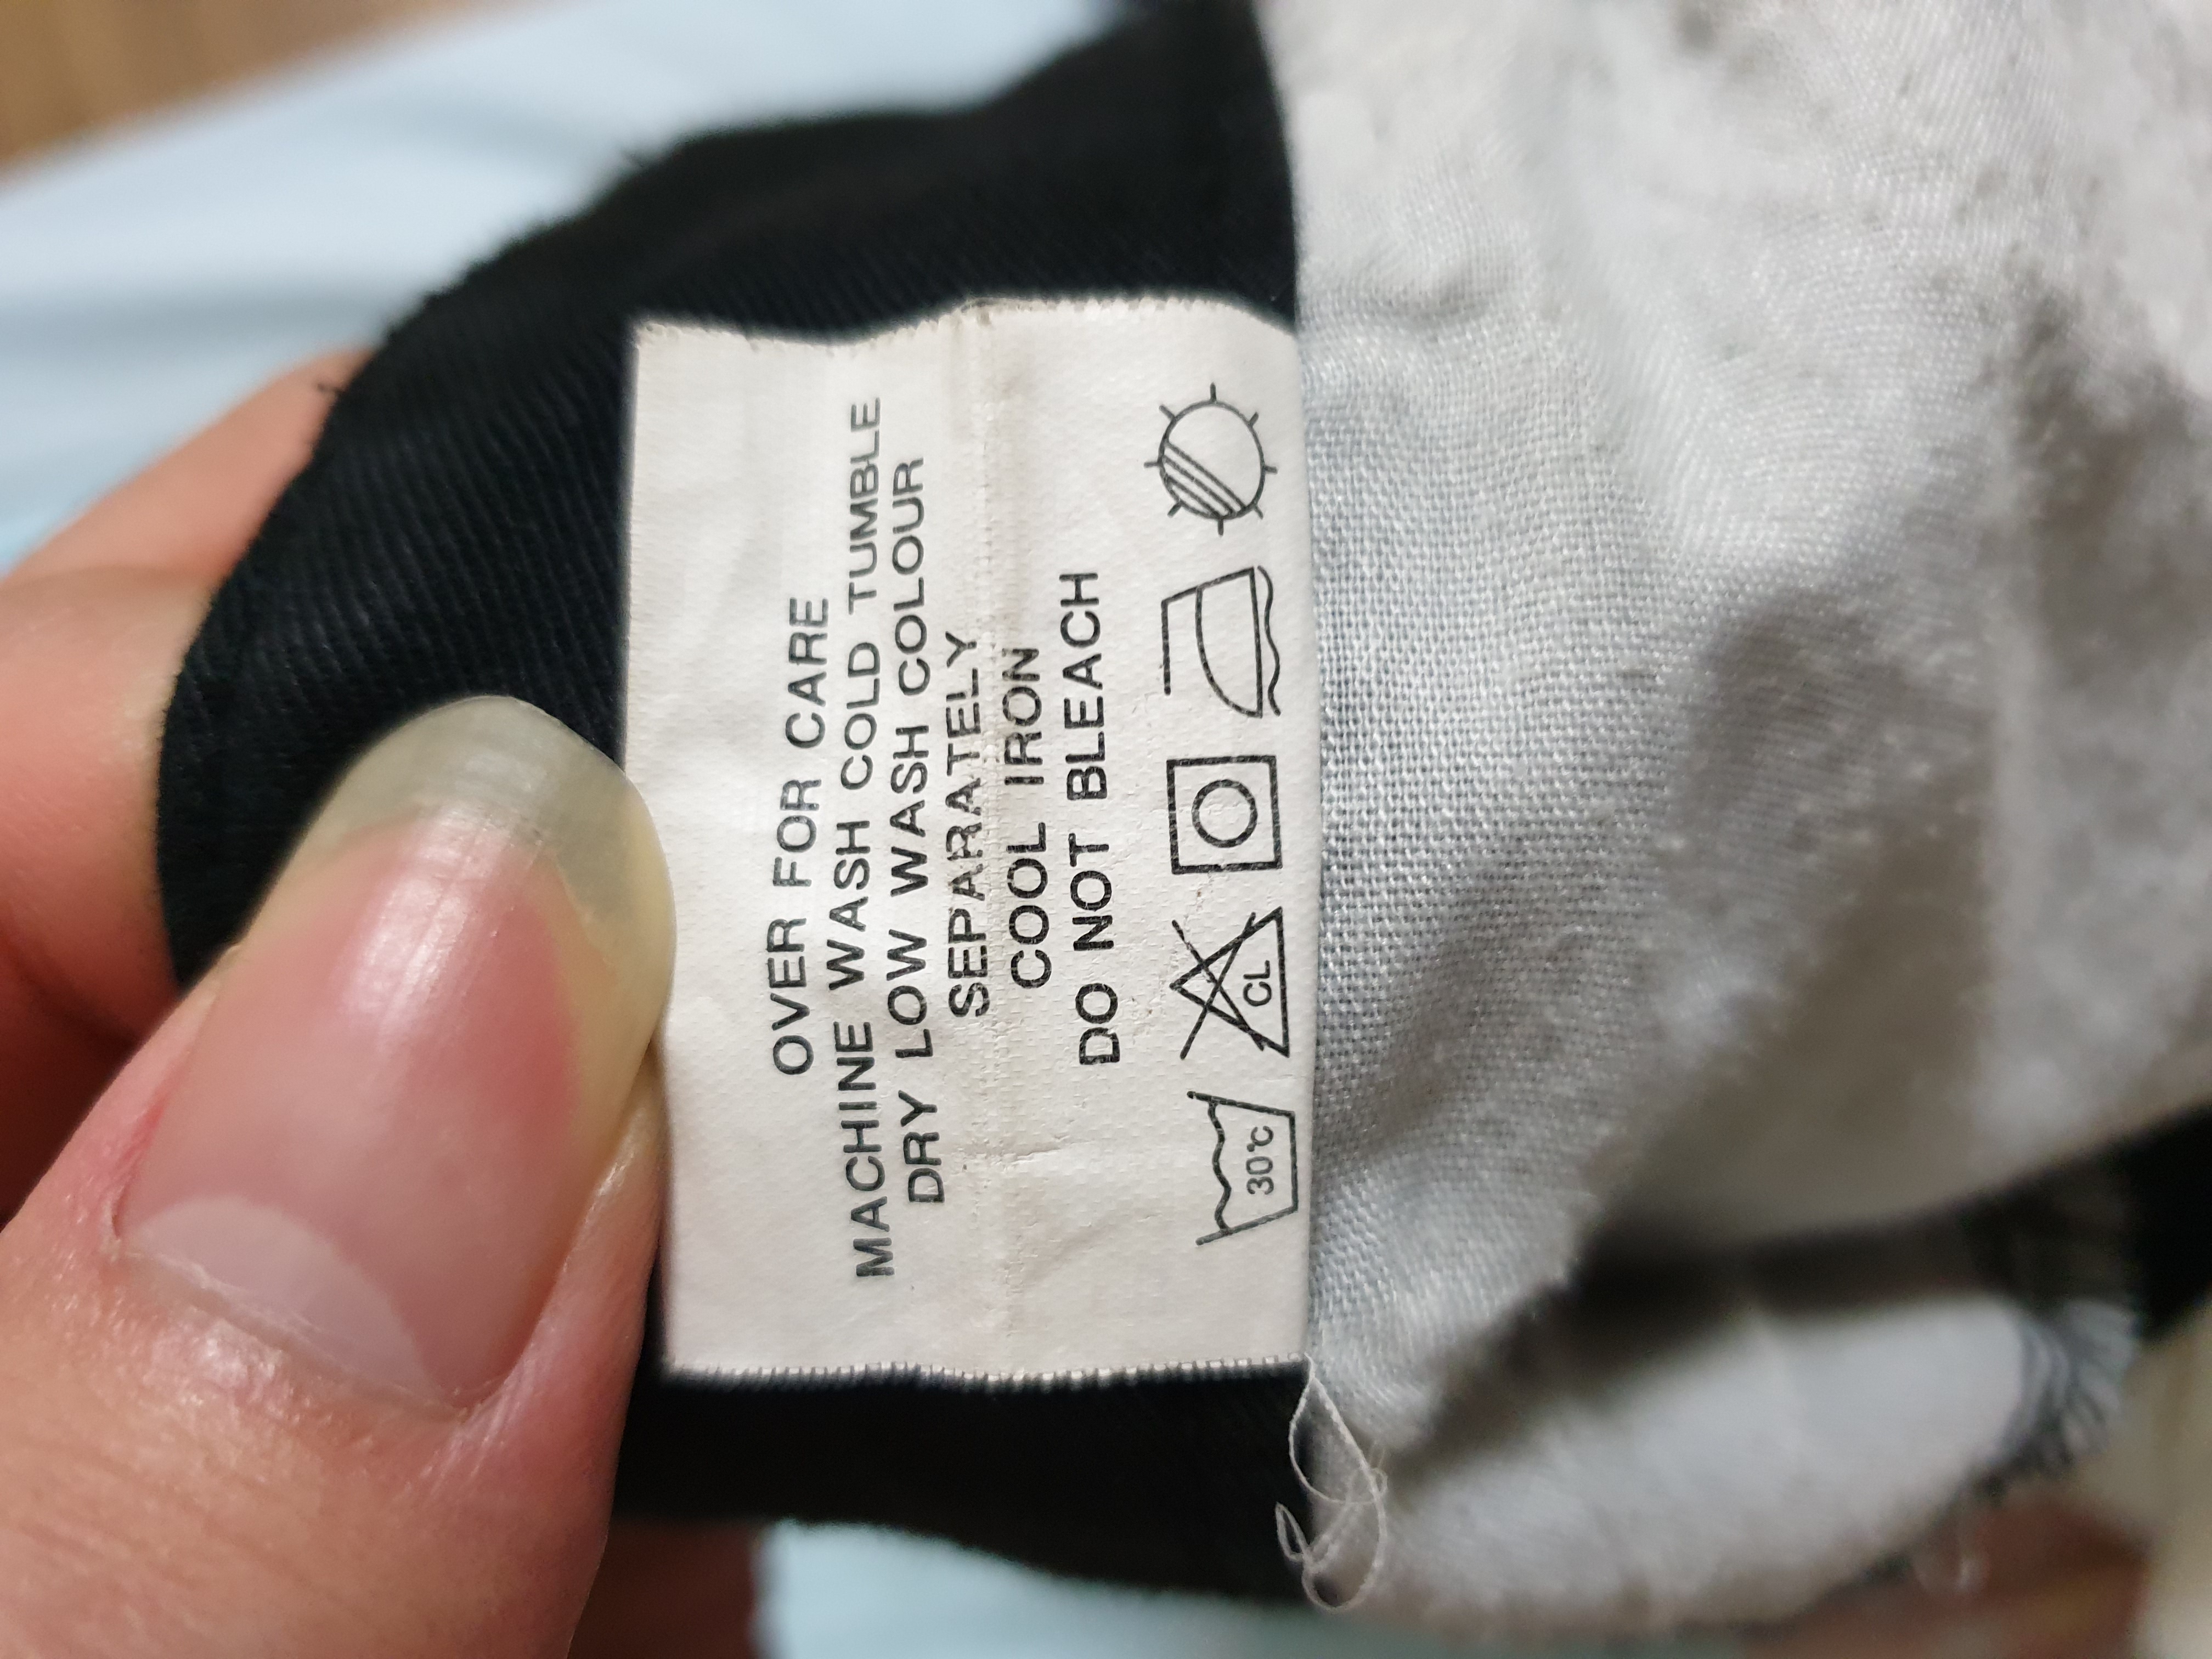 OVER FOR CARE
MACHINE WASH COLD TUMBLE
DRY LOW WASH COLOUR
SEPARATELY
COOL IRON
DO NOT BLEACH
30℃ CL